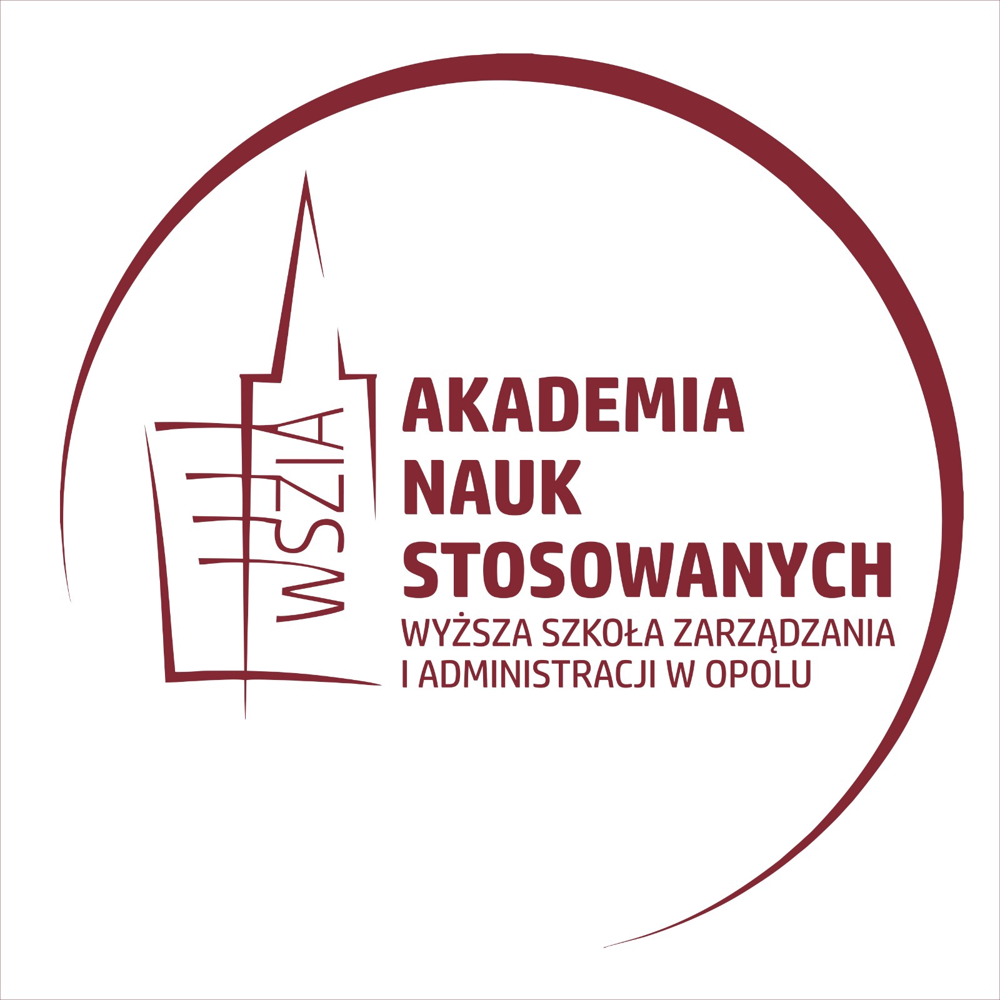 WSZIA
AKADEMIA
NAUK
STOSOWANYCH
WYŻSZA SZKOŁA ZARZĄDZANIA
I ADMINISTRACJI W OPOLU